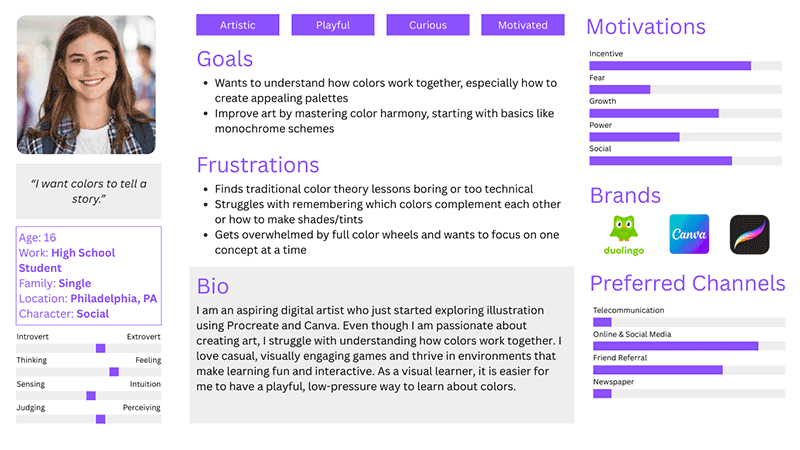 “I want colors to tell a
story.”
Age: 16
Work: High School
Student
Family: Single
Location: Philadelphia, PA
Character: Social
Introvert Extrovert
Thinking Feeling
Sensing Intuition
Judging Perceiving
Artistic Playful Curious Motivated
Goals
• Wants to understand how colors work together, especially how to
create appealing palettes
• Improve art by mastering color harmony, starting with basics like
monochrome schemes
Frustrations
• Finds traditional color theory lessons boring or too technical
• Struggles with remembering which colors complement each other
or how to make shades/tints
• Gets overwhelmed by full color wheels and wants to focus on one
concept at a time
Bio
I am an aspiring digital artist who just started exploring illustration
using Procreate and Canva. Even though I am passionate about
creating art, I struggle with understanding how colors work together. I
love casual, visually engaging games and thrive in environments that
make learning fun and interactive. As a visual learner, it is easier for
me to have a playful, low-pressure way to learn about colors.
Motivations
Incentive
Fear
Growth
Power
Social
Brands
duolingo
Canva
Preferred Channels
Telecommunication
Online & Social Media
Friend Referral
Newspaper